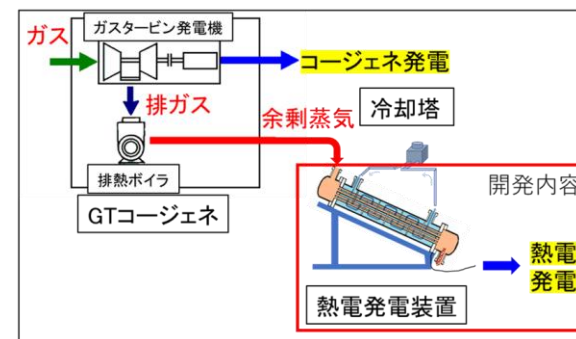 ガスタービン発電機
ガス
コージェネ発電
排ガス
余剰蒸気
冷却塔
排熱ボイラ
GTコージェネ
開発内容
熱電
発電
熱電発電装置